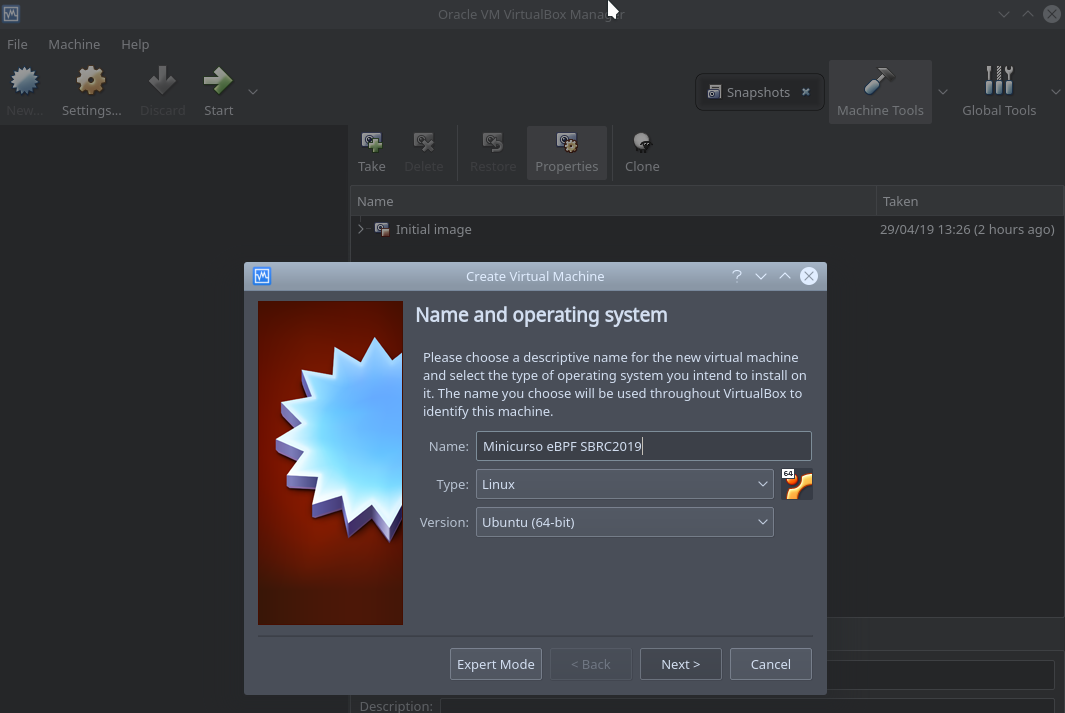 Oracle VM VirtualBox Manager
File Machine Help
New... Settings... Discard Start
Snapshots
Machine Tools Global Tools
Take Delete Restore Properties Clone
Name Taken
Initial image 29/04/19 13:26 (2 hours ago)
Create Virtual Machine
?
Name and operating system
Please choose a descriptive name for the new virtual machine
and select the type of operating system you intend to install on
it. The name you choose will be used throughout VirtualBox to
identify this machine.
Name: Minicurso eBPF SBRC2019
Type: Linux
64
Version: Ubuntu (64-bit)
Expert Mode < Back Next > Cancel
Description: